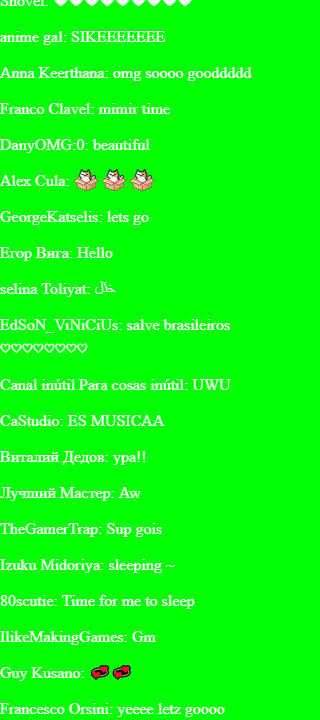 Shovel: 🤍🤍🤍🤍🤍🤍🤍🤍🤍
anime gal: SIKEEEEEEE
Anna Keerthana: omg soooo gooddddd
Franco Clavel: mimir time
DanyOMG 0: beautiful
Alex Cula:
GeorgeKatselis: lets go
Егор Вига: Hello
selina Toliyat:
EdSoN_ViNiCiUs: salve brasileiros
♡♡♡♡♡♡♡♡
Canal inútil Para cosas inútil: UWU
CaStudio: ES MUSICAA
Виталий Дедов: ура!!
Лучший Мастер: Aw
TheGamerTrap: Sup gois
Izuku Midoriya: sleeping ~
80scutie: Time for me to sleep
IlikeMakingGames: Gm
Guy Kusano: 💞💞
Francesco Orsini: yeeee letz goooo